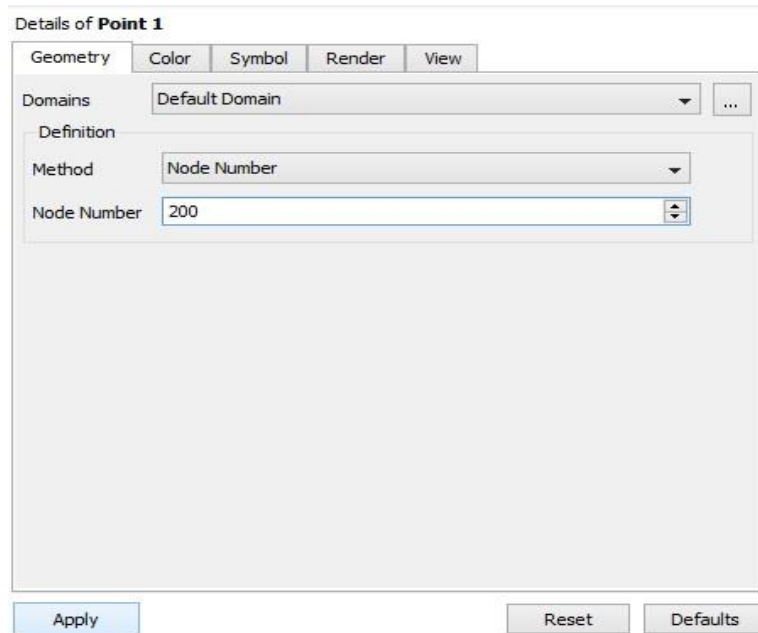 Details of Point 1
Geometry Color Symbol Render View
Domains Default Domain ...
Definition
Method Node Number
Node Number 200
Apply Reset Defaults